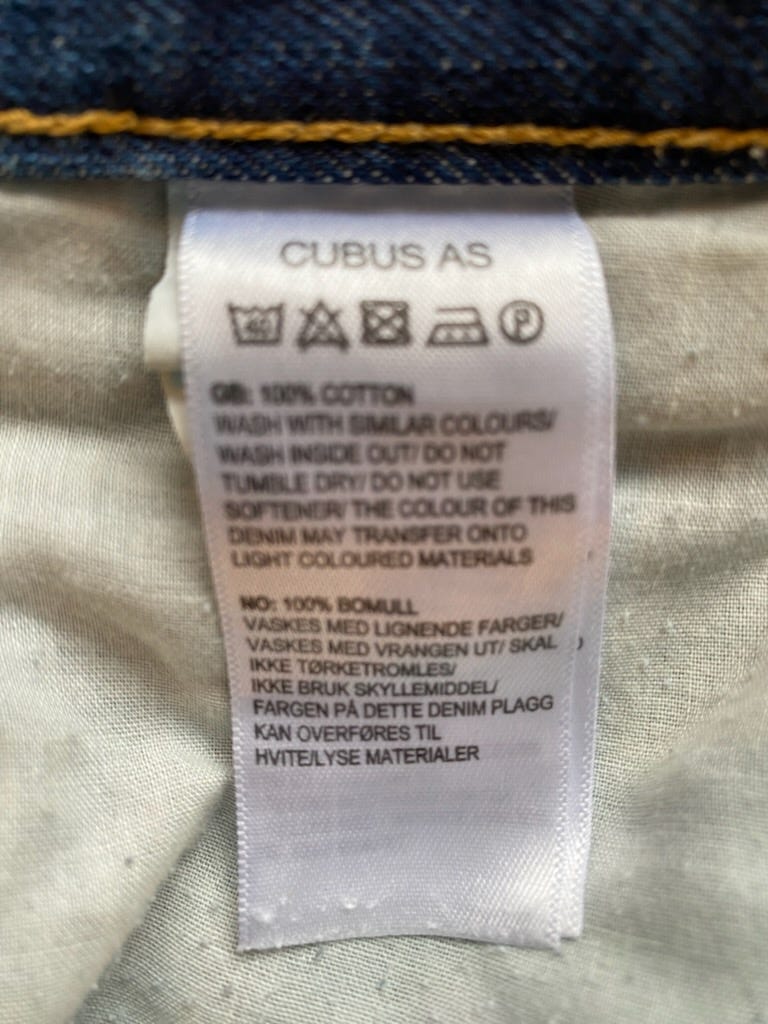 CUBUS AS
40 P
GB: 100% COTTON
WASH WITH SIMILAR COLOURS/
WASH INSIDE OUT/ DO NOT
TUMBLE DRY/ DO NOT USE
SOFTENER/ THE COLOUR OF THIS
DENIM MAY TRANSFER ONTO
LIGHT COLOURED MATERIALS
NO: 100% BOMULL
VASKES MED LIGNENDE FARGER/
VASKES MED VRANGEN UT/ SKAL
IKKE TØRKETROMLES/
IKKE BRUK SKYLLEMIDDEL/
FARGEN PÅ DETTE DENIM PLAGG
KAN OVERFØRES TIL
HVITE/LYSE MATERIALER